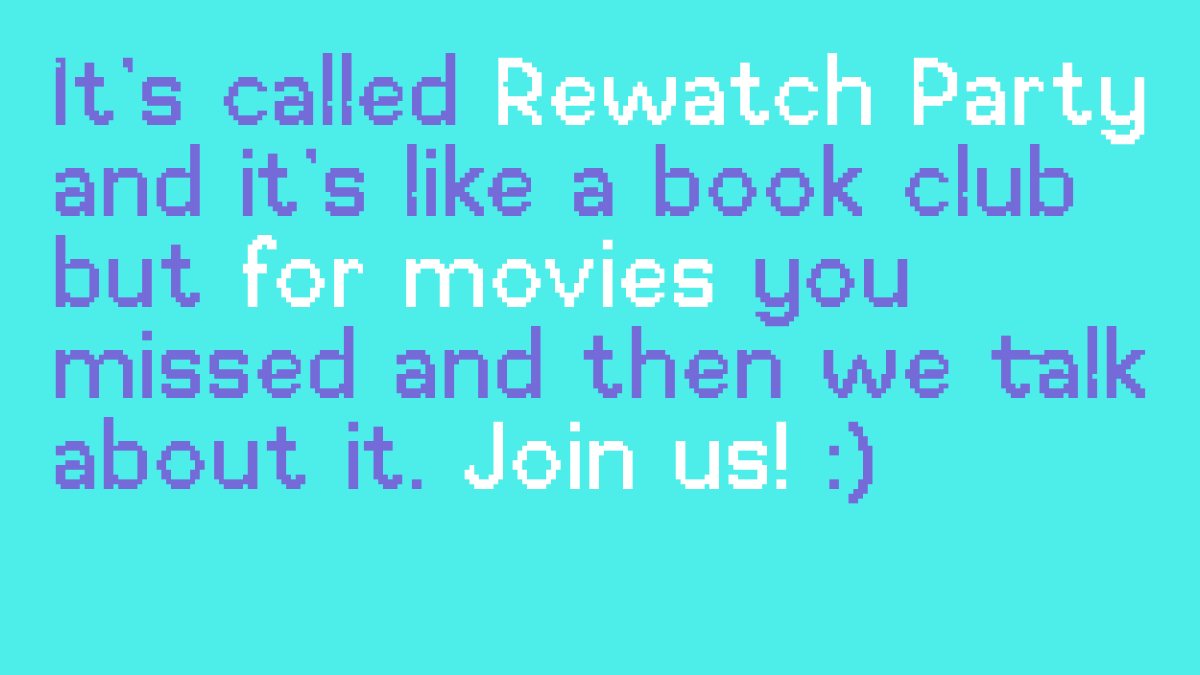 It's called Rewatch Party
and it's like a book club
but for movies you
missed and then we talk
about it. Join us! :)